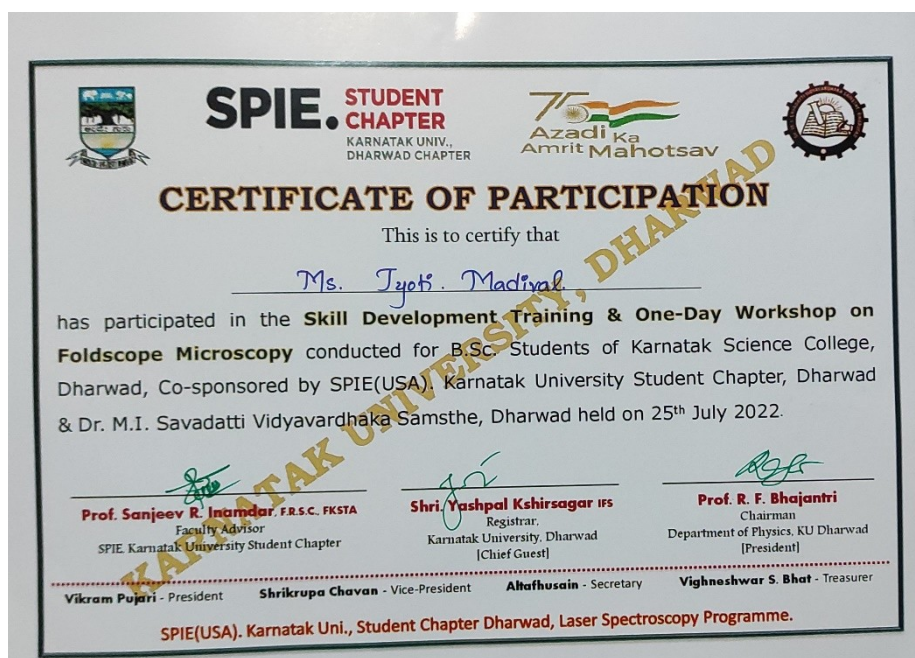 SPIE. STUDENT
CHAPTER
KARNATAK UNIV.,
DHARWAD CHAPTER
75
Azadi Ka
Amrit Mahotsav
CERTIFICATE OF PARTICIPATION
This is to certify that
Ms. Jyoti. Madival.
has participated in the Skill Development Training & One-Day Workshop on
Foldscope Microscopy conducted for B.Sc. Students of Karnatak Science College,
Dharwad, Co-sponsored by SPIE(USA). Karnatak University Student Chapter, Dharwad
& Dr. M.I. Savadatti Vidyavardhaka Samsthe, Dharwad held on 25th July 2022.
KARNATAK UNIVERSITY, DHARWAD
Prof. Sanjeev R. Inamdar, F.R.S.C., FKSTA
Faculty Advisor
SPIE, Karnatak University Student Chapter
Shri. Yashpal Kshirsagar IFS
Registrar,
Karnatak University, Dharwad
[Chief Guest]
Prof. R. F. Bhajantri
Chairman
Department of Physics, KU Dharwad
[President]
Vikram Pujari - President Shrikrupa Chavan - Vice-President Altafhusain - Secretary Vighneshwar S. Bhat - Treasurer
SPIE(USA). Karnatak Uni., Student Chapter Dharwad, Laser Spectroscopy Programme.